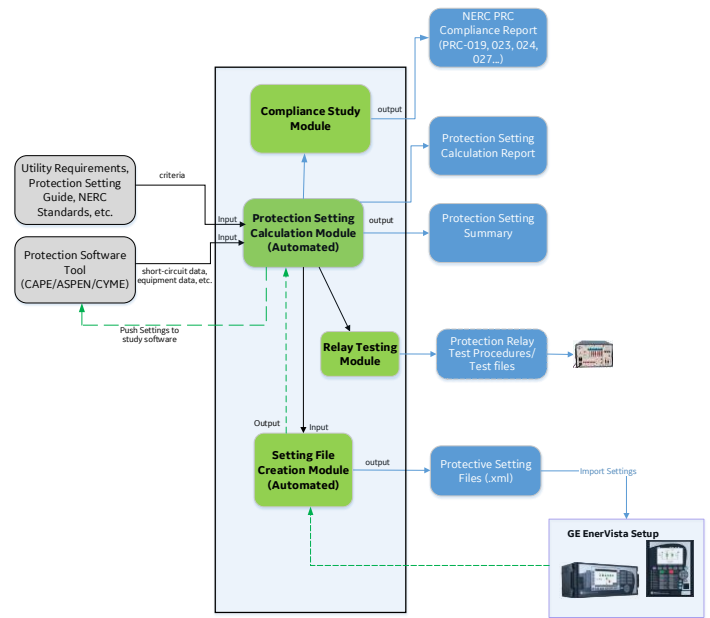 NERC PRC
Compliance Report
(PRC-019, 023, 024,
027...)
Compliance Study
Module
output
Protection Setting
Calculation Report
Utility Requirements,
Protection Setting
Guide, NERC
Standards, etc.
criteria
Input
Protection Setting
Calculation Module
(Automated)
output
Protection Setting
Summary
Input
Protection Software
Tool
(CAPE/ASPEN/CYME)
short-circuit data,
equipment data, etc.
Push Settings to
study software
Relay Testing
Module
Protection Relay
Test Procedures/
Test files
Output
Input
Setting File
Creation Module
(Automated)
output
Protective Setting
Files (.xml)
Import Settings
GE EnerVista Setup